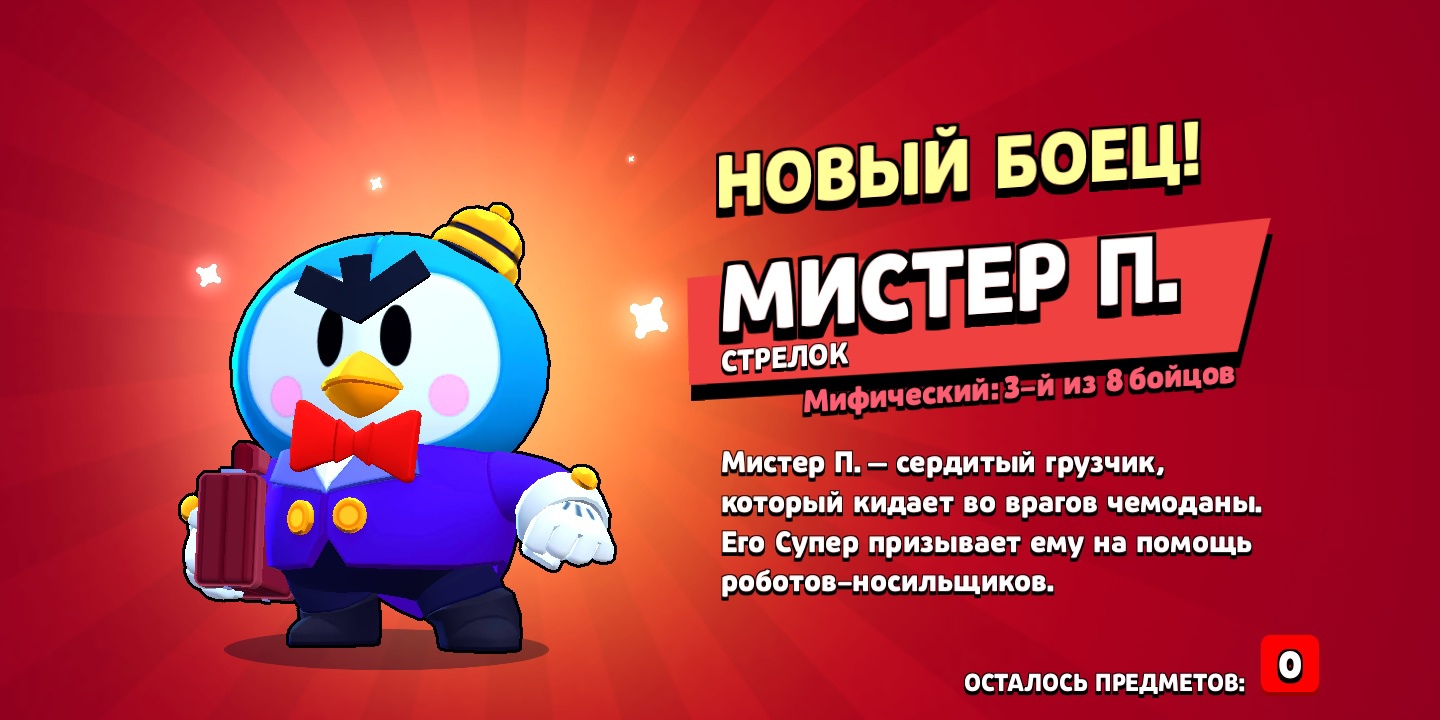 НОВЫЙ БОЕЦ!
МИСТЕР П.
СТРЕЛОК
Мифический: 3-й из 8 бойцов
Мистер П. – сердитый грузчик,
который кидает во врагов чемоданы.
Его Супер призывает ему на помощь
роботов-носильщиков.
ОСТАЛОСЬ ПРЕДМЕТОВ: 0